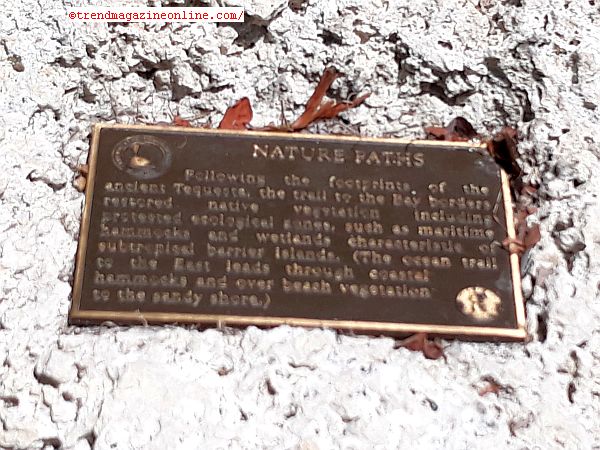 ©trendmagazineonline.com/
NATURE PATHS
Following the footprints, of the
ancient Tequesta, the trail to the Bay borders
restored native vegetation including
protected ecological zones, such as maritime
hammocks and wetlands characteristic of
subtropical barrier islands. (The ocean trail
to the East leads through coastal
hammocks and over beach vegetation
to the sandy shore.)